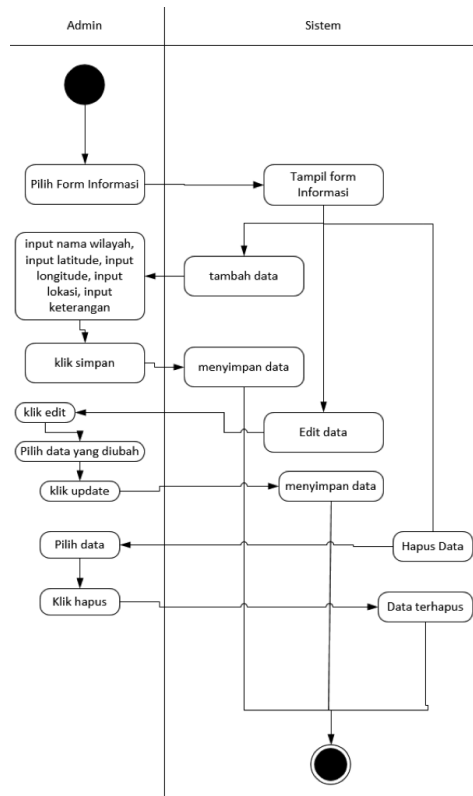 Admin
Sistem
Pilih Form Informasi
Tampil form
Informasi
input nama wilayah,
input latitude, input
longitude, input
lokasi, input
keterangan
tambah data
klik simpan
menyimpan data
klik edit
Edit data
Pilih data yang diubah
klik update
menyimpan data
Pilih data
Hapus Data
Klik hapus
Data terhapus